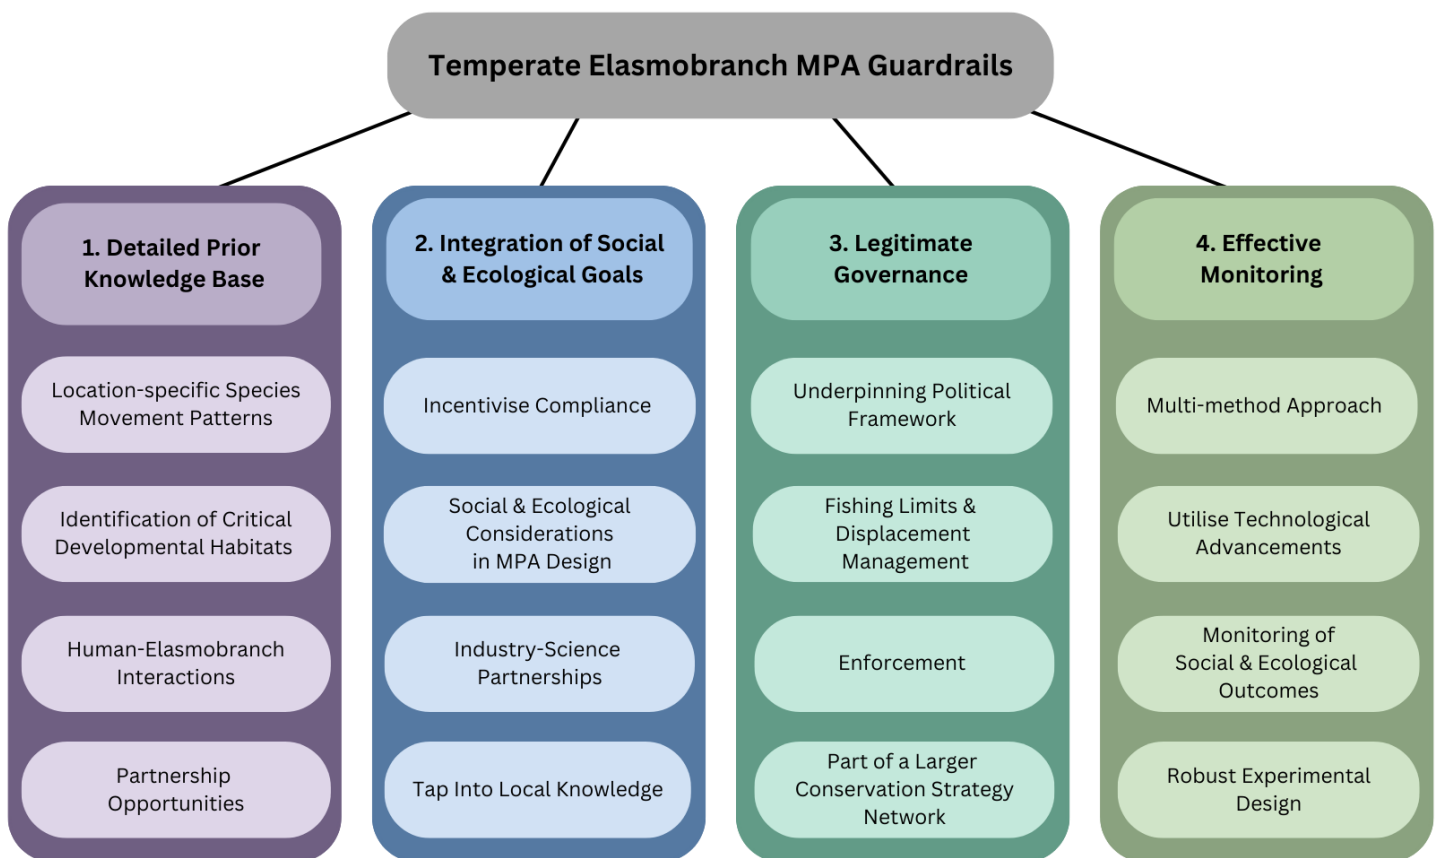 Temperate Elasmobranch MPA Guardrails
1. Detailed Prior
Knowledge Base
Location-specific Species
Movement Patterns
Identification of Critical
Developmental Habitats
Human-Elasmobranch
Interactions
Partnership
Opportunities
2. Integration of Social
& Ecological Goals
Incentivise Compliance
Social & Ecological
Considerations
in MPA Design
Industry-Science
Partnerships
Tap Into Local Knowledge
3. Legitimate
Governance
Underpinning Political
Framework
Fishing Limits &
Displacement
Management
Enforcement
Part of a Larger
Conservation Strategy
Network
4. Effective
Monitoring
Multi-method Approach
Utilise Technological
Advancements
Monitoring of
Social & Ecological
Outcomes
Robust Experimental
Design